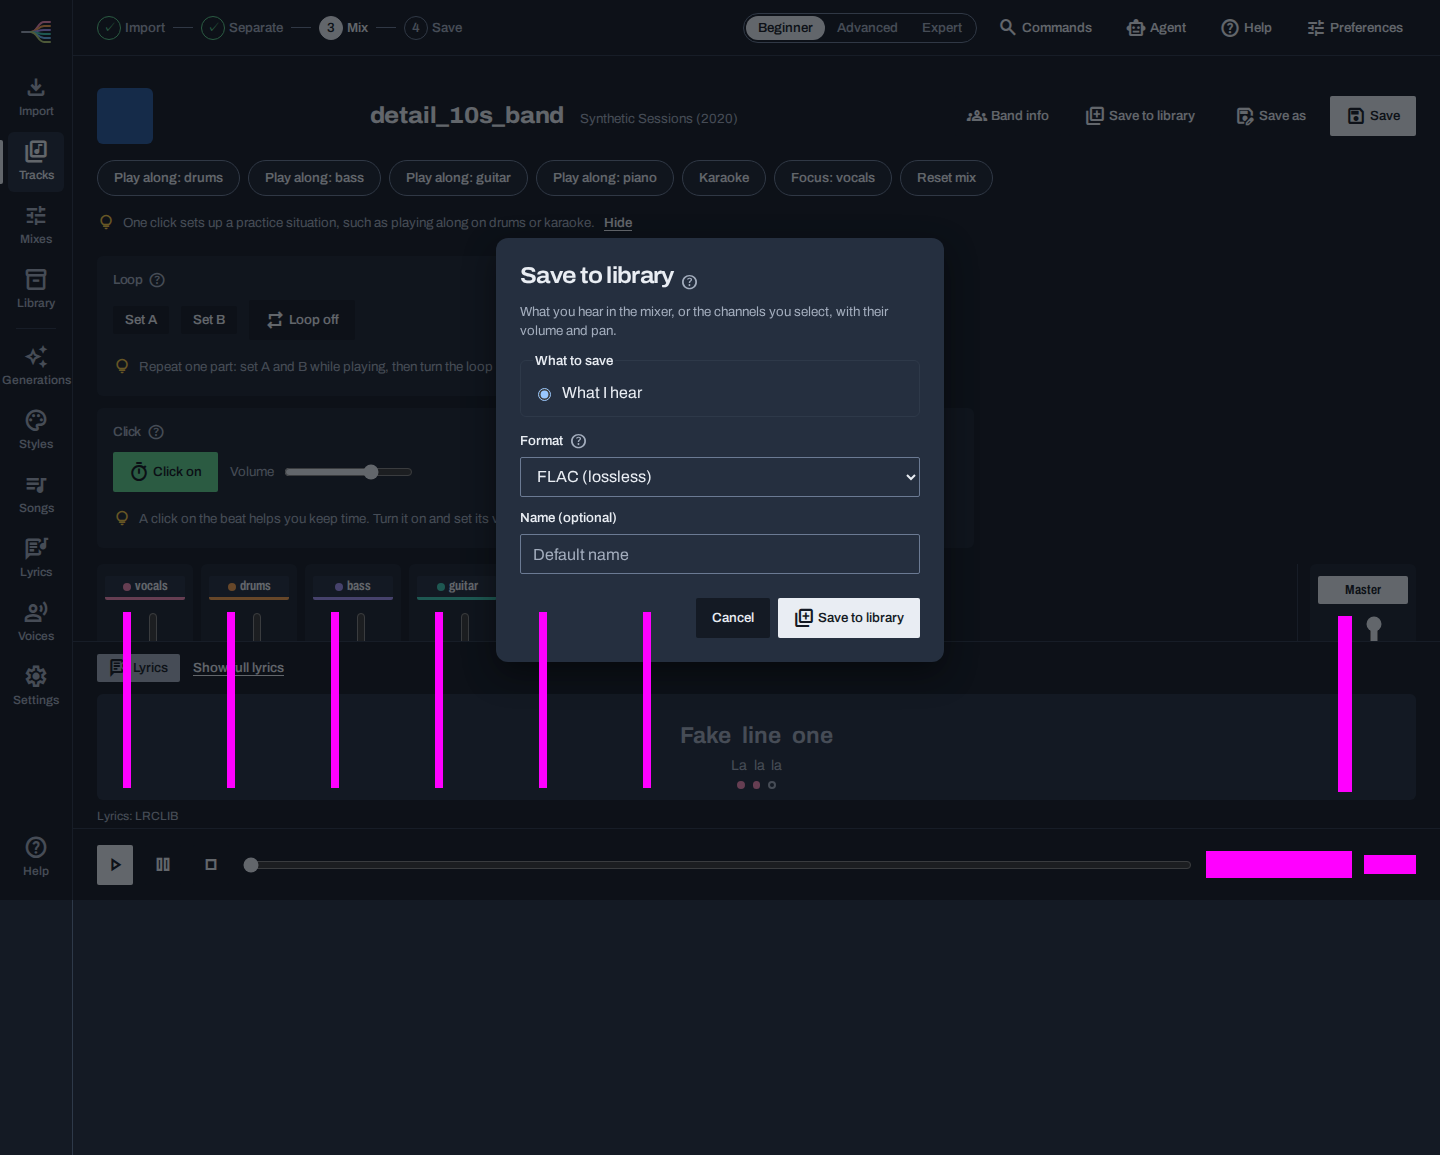 Import
Separate
3 Mix
4 Save
Beginner Advanced Expert
Commands
Agent
Help
Preferences
Import
Tracks
Mixes
Library
Generations
Styles
Songs
Lyrics
Voices
Settings
Help
detail_10s_band Synthetic Sessions (2020)
Band info
Save to library
Save as
Save
Play along: drums
Play along: bass
Play along: guitar
Play along: piano
Karaoke
Focus: vocals
Reset mix
One click sets up a practice situation, such as playing along on drums or karaoke. Hide
Loop
Set A
Set B
Loop off
Repeat one part: set A and B while playing, then turn the loop
Click
Click on
Volume
A click on the beat helps you keep time. Turn it on and set its
vocals
drums
bass
guitar
Master
Save to library
What you hear in the mixer, or the channels you select, with their
volume and pan.
What to save
What I hear
Format
FLAC (lossless)
Name (optional)
Default name
Cancel
Save to library
Lyrics
Show full lyrics
Fake line one
La la la
Lyrics: LRCLIB